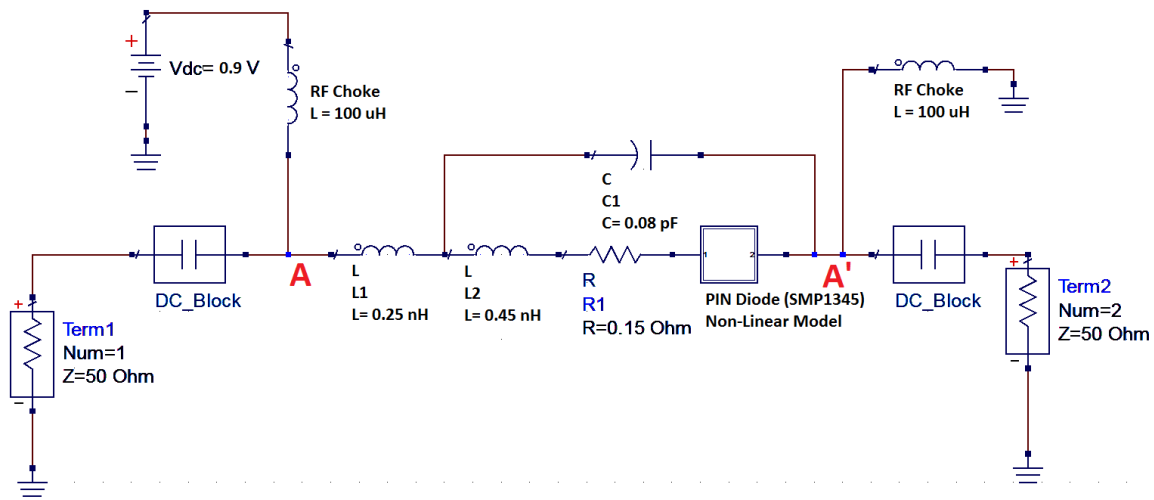 +
Vdc= 0.9 V
−
RF Choke
L = 100 uH
RF Choke
L = 100 uH
C
C1
C= 0.08 pF
A
A'
DC_Block
L
L1
L= 0.25 nH
L
L2
L= 0.45 nH
R
R1
R=0.15 Ohm
1
2
PIN Diode (SMP1345)
Non-Linear Model
DC_Block
+
Term1
Num=1
Z=50 Ohm
−
+
Term2
Num=2
Z=50 Ohm
−